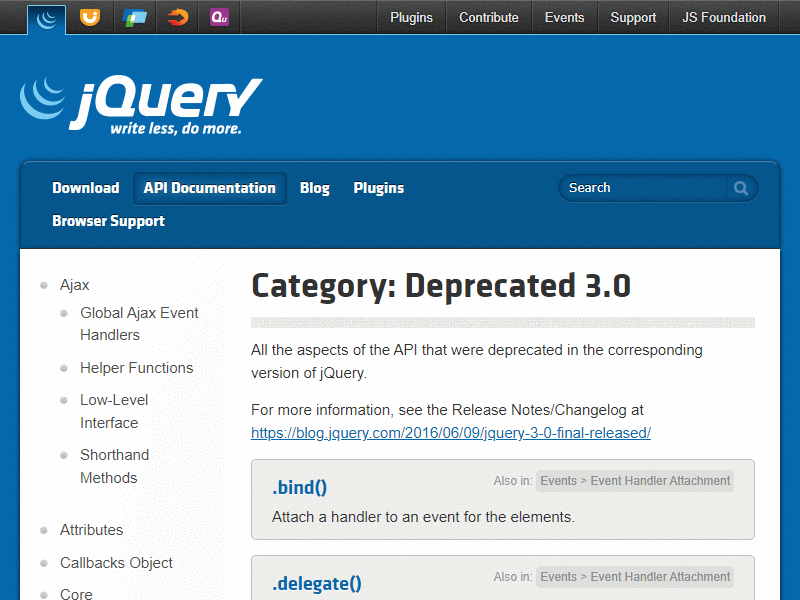 Qu
Plugins
Contribute
Events
Support
JS Foundation
jQuery
write less, do more.
Download
API Documentation
Blog
Plugins
Search
Browser Support
Ajax
Global Ajax Event
Handlers
Helper Functions
Low-Level
Interface
Shorthand
Methods
Attributes
Callbacks Object
Core
Category: Deprecated 3.0
All the aspects of the API that were deprecated in the corresponding
version of jQuery.
For more information, see the Release Notes/Changelog at
https://blog.jquery.com/2016/06/09/jquery-3-0-final-released/
.bind()
Also in: Events > Event Handler Attachment
Attach a handler to an event for the elements.
.delegate()
Also in: Events > Event Handler Attachment